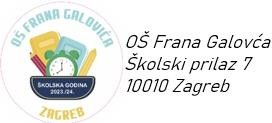 OŠ FRANA GALOVIĆA
ŠKOLSKA GODINA
2023./24.
ZAGREB
OŠ Frana Galovća
Školski prilaz 7
10010 Zagreb